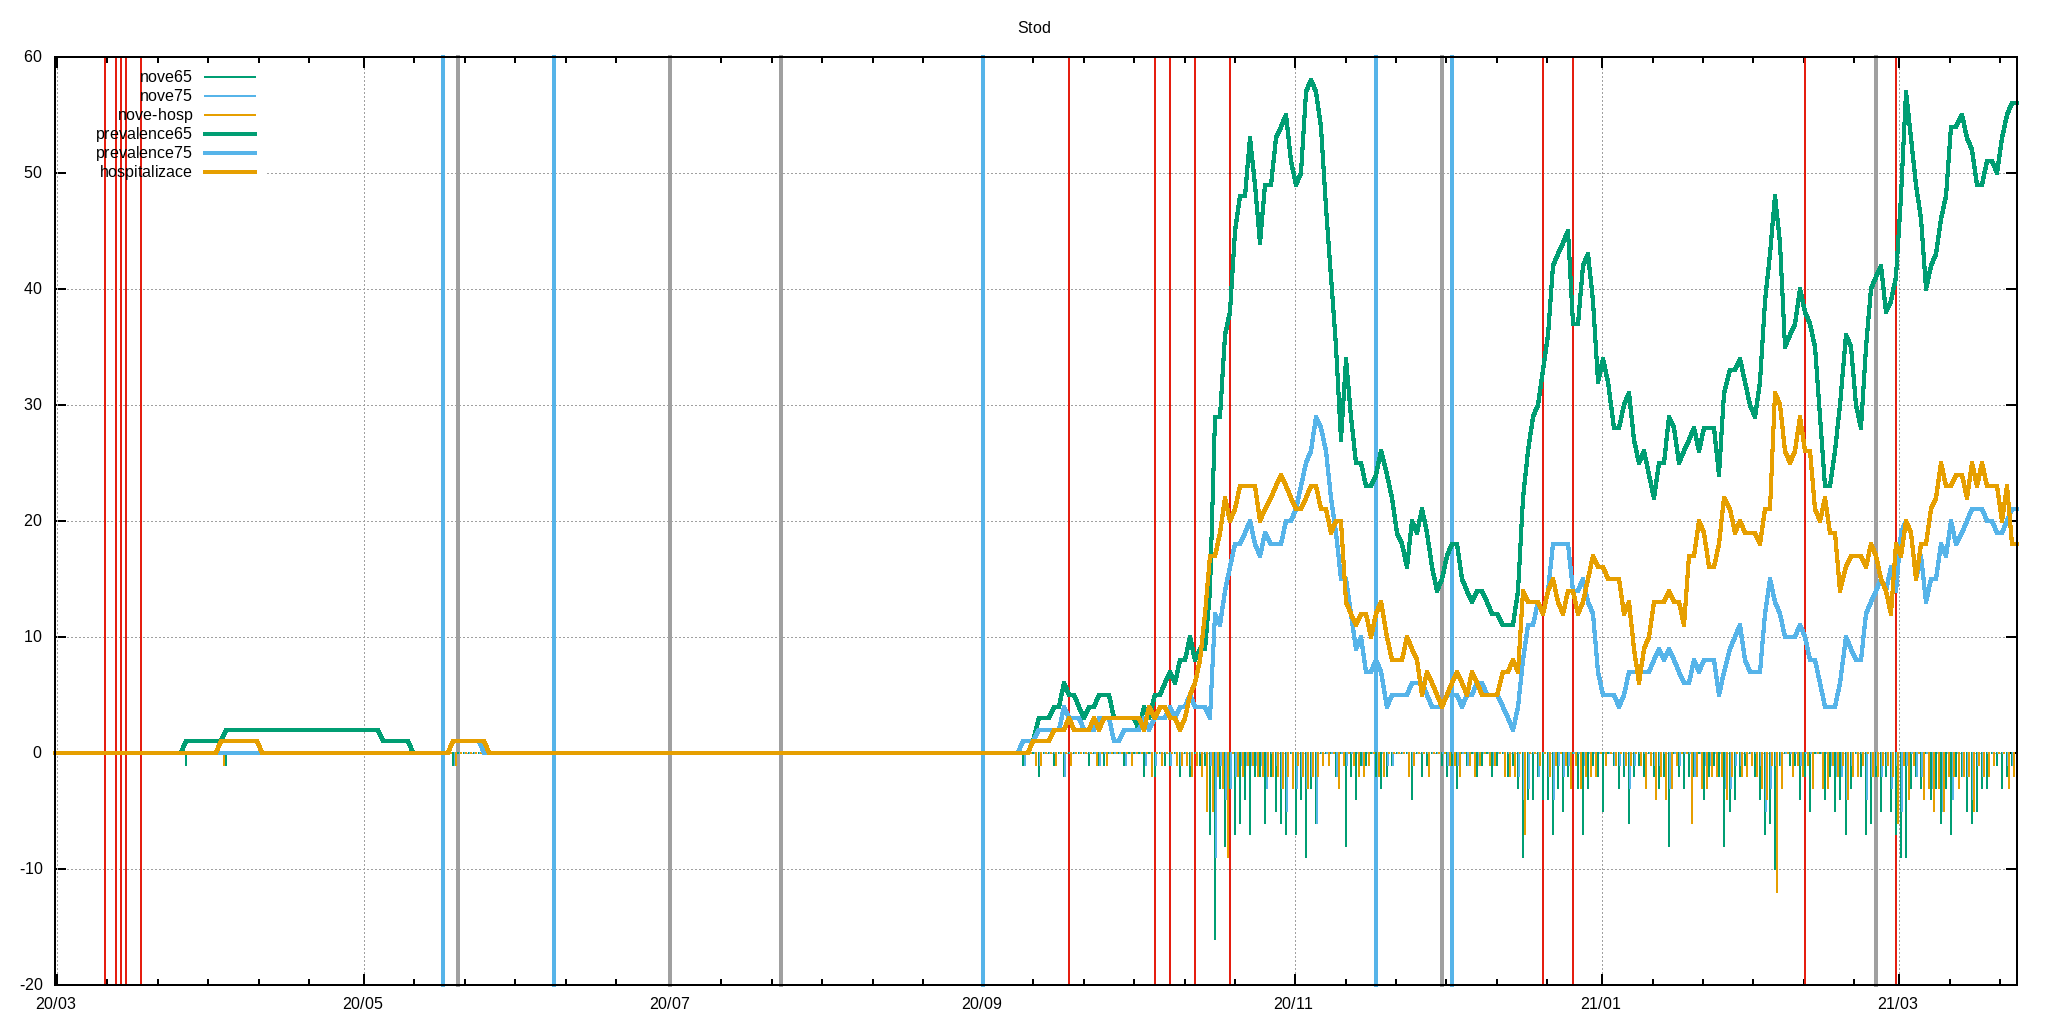 Stod
60
nove65
nove75
nove-hosp
prevalence65
prevalence75
hospitalizace
50
40
30
20
10
0
-10
-20
20/03 20/05 20/07 20/09 20/11 21/01 21/03